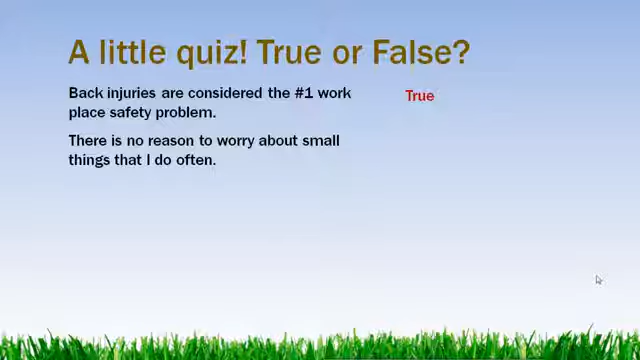 A little quiz! True or False?
Back injuries are considered the #1 work
place safety problem.
True
There is no reason to worry about small
things that I do often.